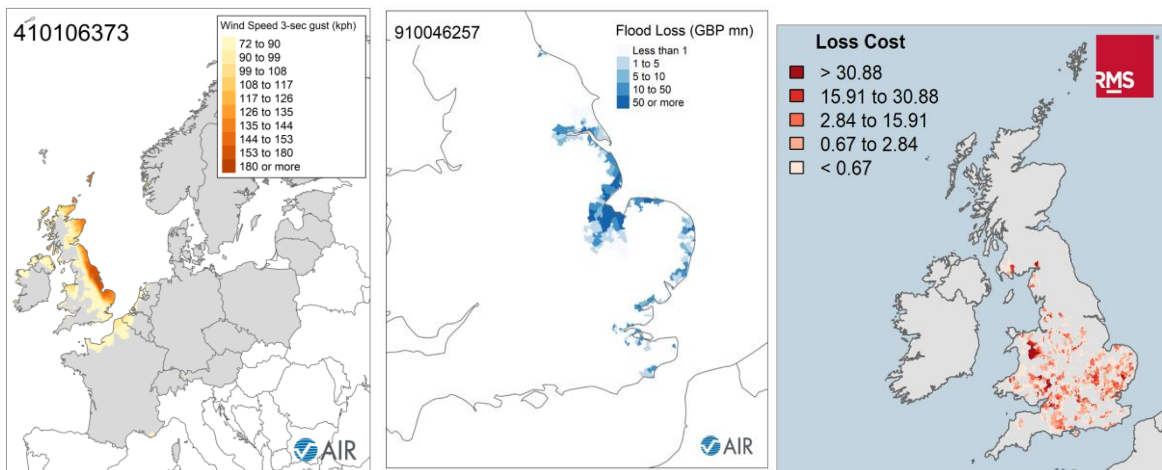 410106373
Wind Speed 3-sec gust (kph)
72 to 90
90 to 99
99 to 108
108 to 117
117 to 126
126 to 135
135 to 144
144 to 153
153 to 180
180 or more
AIR
910046257
Flood Loss (GBP mn)
Less than 1
1 to 5
5 to 10
10 to 50
50 or more
AIR
Loss Cost
> 30.88
15.91 to 30.88
2.84 to 15.91
0.67 to 2.84
< 0.67
RMS